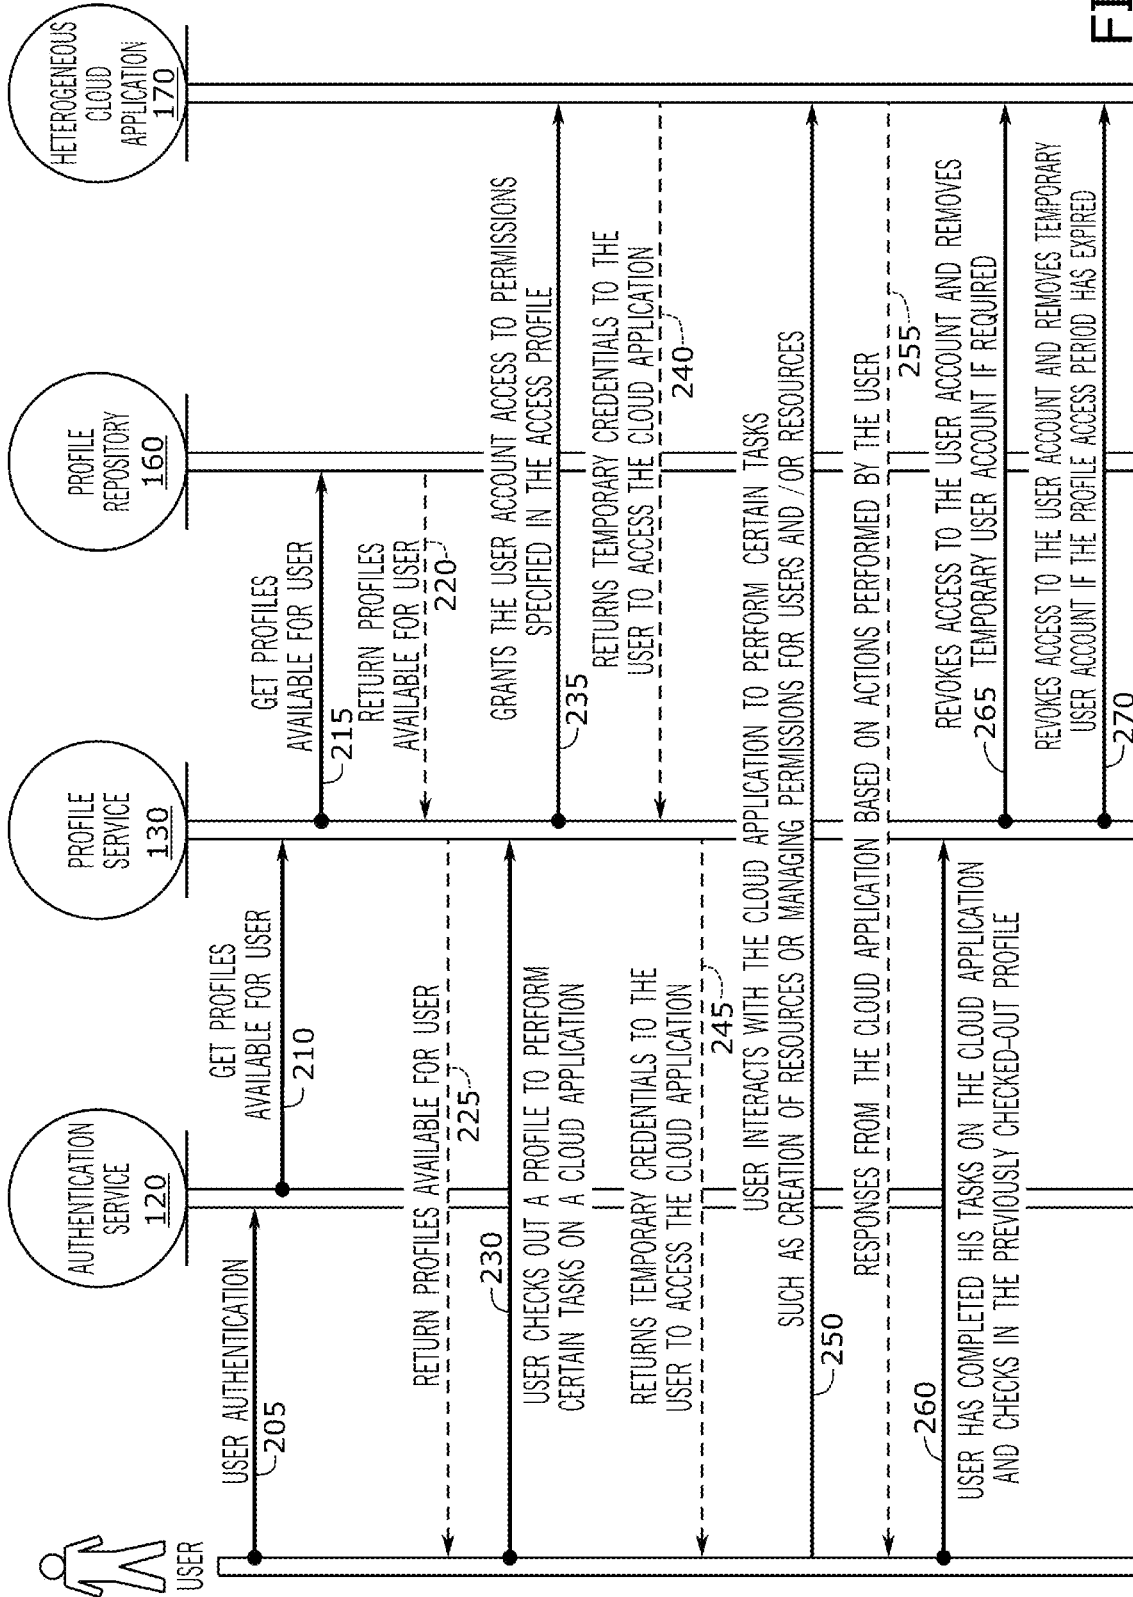 USER
AUTHENTICATION
SERVICE
120
PROFILE
SERVICE
130
PROFILE
REPOSITORY
160
HETEROGENEOUS
CLOUD
APPLICATION
170
USER AUTHENTICATION
205
GET PROFILES
AVAILABLE FOR USER
210
GET PROFILES
AVAILABLE FOR USER
215
RETURN PROFILES
AVAILABLE FOR USER
220
RETURN PROFILES AVAILABLE FOR USER
225
230
USER CHECKS OUT A PROFILE TO PERFORM
CERTAIN TASKS ON A CLOUD APPLICATION
GRANTS THE USER ACCOUNT ACCESS TO PERMISSIONS
SPECIFIED IN THE ACCESS PROFILE
235
RETURNS TEMPORARY CREDENTIALS TO THE
USER TO ACCESS THE CLOUD APPLICATION
240
RETURNS TEMPORARY CREDENTIALS TO THE
USER TO ACCESS THE CLOUD APPLICATION
245
USER INTERACTS WITH THE CLOUD APPLICATION TO PERFORM CERTAIN TASKS
SUCH AS CREATION OF RESOURCES OR MANAGING PERMISSIONS FOR USERS AND /OR RESOURCES
250
RESPONSES FROM THE CLOUD APPLICATION BASED ON ACTIONS PERFORMED BY THE USER
255
260
USER HAS COMPLETED HIS TASKS ON THE CLOUD APPLICATION
AND CHECKS IN THE PREVIOUSLY CHECKED-OUT PROFILE
REVOKES ACCESS TO THE USER ACCOUNT AND REMOVES
TEMPORARY USER ACCOUNT IF REQUIRED
265
REVOKES ACCESS TO THE USER ACCOUNT AND REMOVES TEMPORARY
USER ACCOUNT IF THE PROFILE ACCESS PERIOD HAS EXPIRED
270